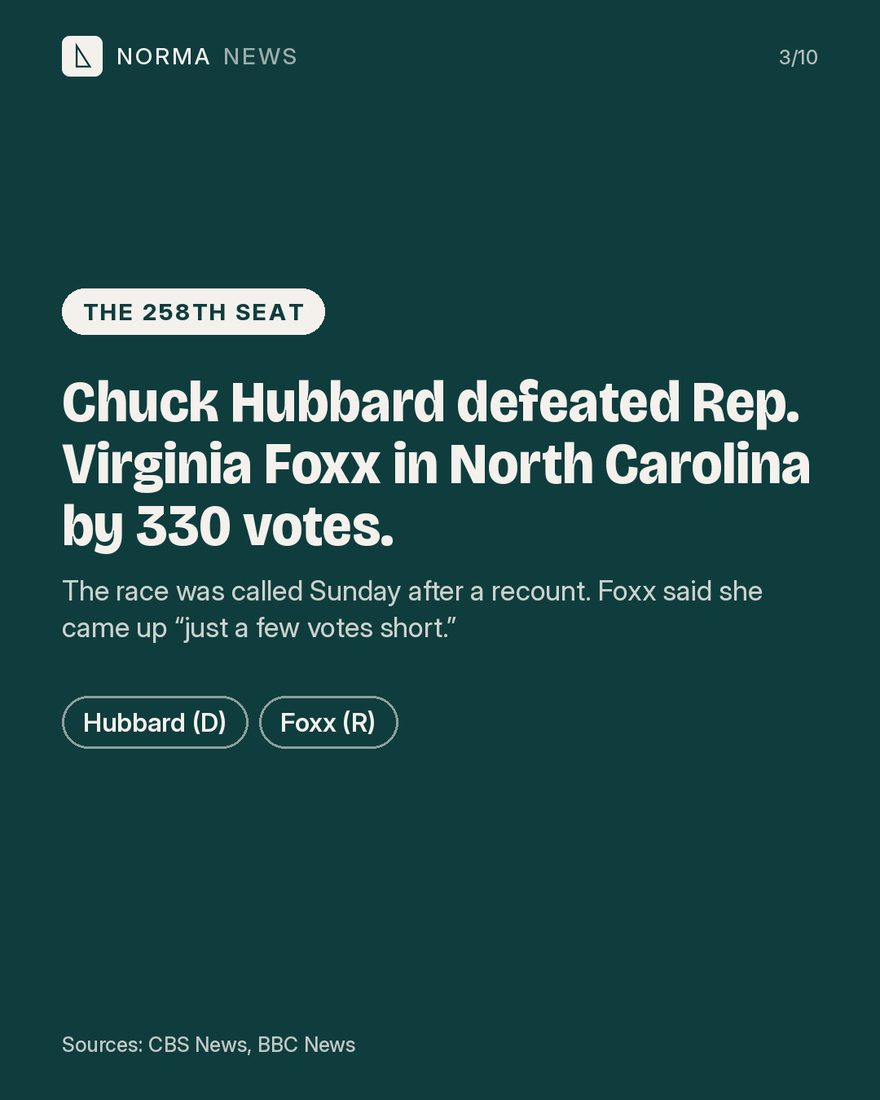 NORMA NEWS
3/10
THE 258TH SEAT
Chuck Hubbard defeated Rep.
Virginia Foxx in North Carolina
by 330 votes.
The race was called Sunday after a recount. Foxx said she
came up “just a few votes short.”
Hubbard (D) Foxx (R)
Sources: CBS News, BBC News